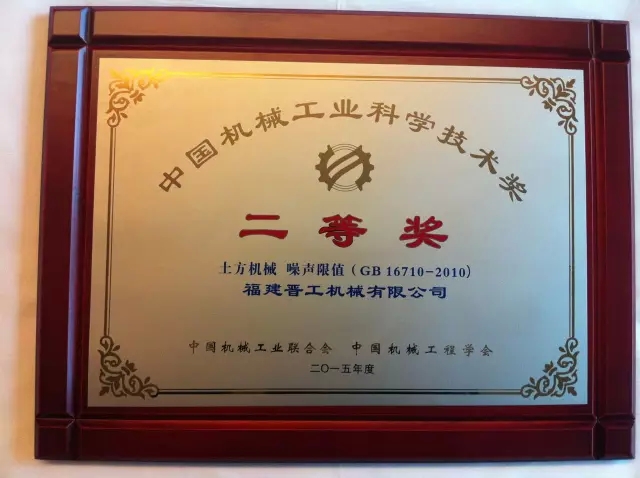 中国机械工业科学技术奖
二等奖
土方机械 噪声限值（GB 16710-2010）
福建晋工机械有限公司
中国机械工业联合会 中国机械工程学会
二〇一五年度